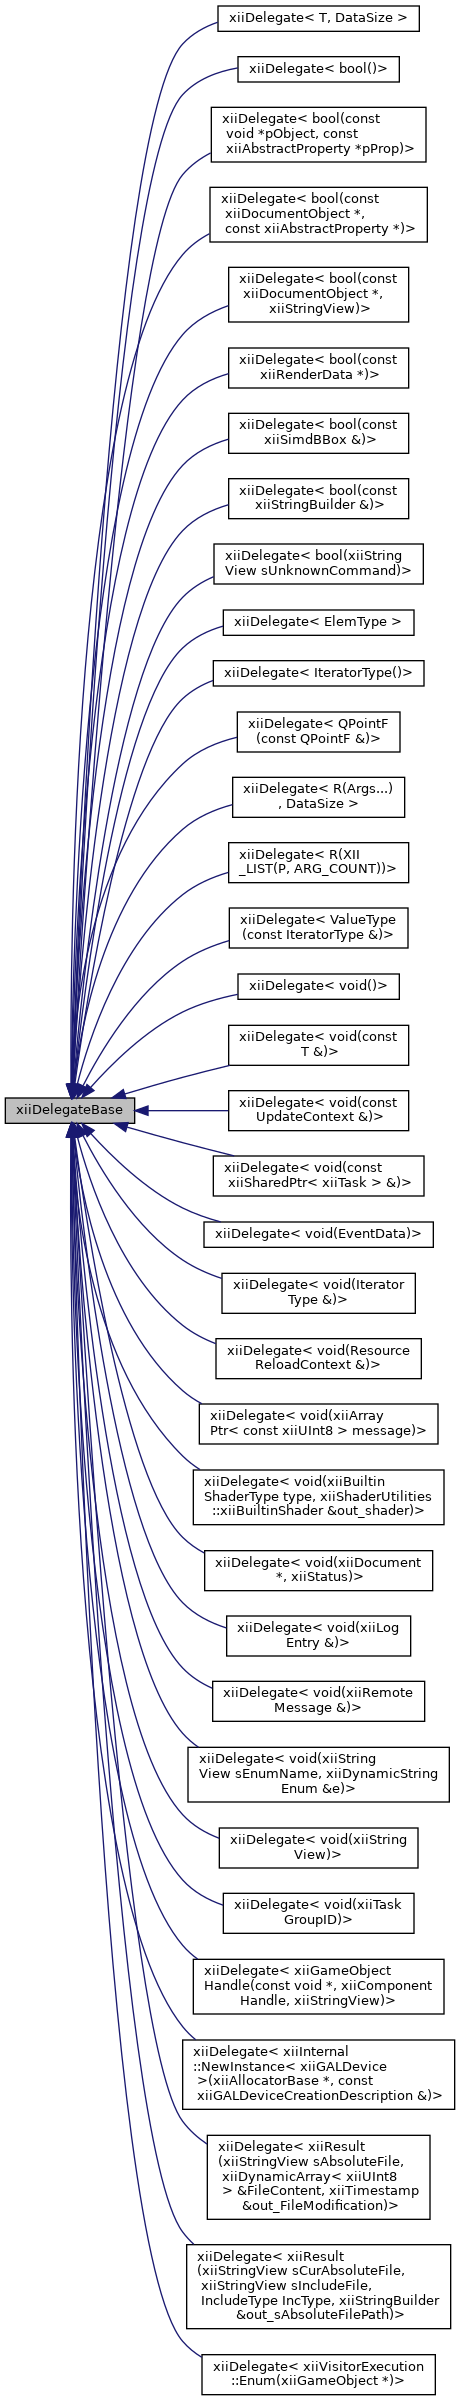 xiiDelegate< T, DataSize >
xiiDelegate< bool()>
xiiDelegate< bool(const
void *pObject, const
xiiAbstractProperty *pProp)>
xiiDelegate< bool(const
xiiDocumentObject *,
const xiiAbstractProperty *)>
xiiDelegate< bool(const
xiiDocumentObject *,
xiiStringView)>
xiiDelegate< bool(const
xiiRenderData *)>
xiiDelegate< bool(const
xiiSimdBBox &)>
xiiDelegate< bool(const
xiiStringBuilder &)>
xiiDelegate< bool(xiiString
View sUnknownCommand)>
xiiDelegate< ElemType >
xiiDelegate< IteratorType()>
xiiDelegate< QPointF
(const QPointF &)>
xiiDelegate< R(Args...)
, DataSize >
xiiDelegate< R(XII
_LIST(P, ARG_COUNT))>
xiiDelegate< ValueType
(const IteratorType &)>
xiiDelegate< void()>
xiiDelegate< void(const
T &)>
xiiDelegateBase
xiiDelegate< void(const
UpdateContext &)>
xiiDelegate< void(const
xiiSharedPtr< xiiTask > &)>
xiiDelegate< void(EventData)>
xiiDelegate< void(Iterator
Type &)>
xiiDelegate< void(Resource
ReloadContext &)>
xiiDelegate< void(xiiArray
Ptr< const xiiUInt8 > message)>
xiiDelegate< void(xiiBuiltin
ShaderType type, xiiShaderUtilities
::xiiBuiltinShader &out_shader)>
xiiDelegate< void(xiiDocument
*, xiiStatus)>
xiiDelegate< void(xiiLog
Entry &)>
xiiDelegate< void(xiiRemote
Message &)>
xiiDelegate< void(xiiString
View sEnumName, xiiDynamicString
Enum &e)>
xiiDelegate< void(xiiString
View)>
xiiDelegate< void(xiiTask
GroupID)>
xiiDelegate< xiiGameObject
Handle(const void *, xiiComponent
Handle, xiiStringView)>
xiiDelegate< xiiInternal
::NewInstance< xiiGALDevice
>(xiiAllocatorBase *, const
xiiGALDeviceCreationDescription &)>
xiiDelegate< xiiResult
(xiiStringView sAbsoluteFile,
xiiDynamicArray< xiiUInt8
> &FileContent, xiiTimestamp
&out_FileModification)>
xiiDelegate< xiiResult
(xiiStringView sCurAbsoluteFile,
xiiStringView sIncludeFile,
IncludeType IncType, xiiStringBuilder
&out_sAbsoluteFilePath)>
xiiDelegate< xiiVisitorExecution
::Enum(xiiGameObject *)>